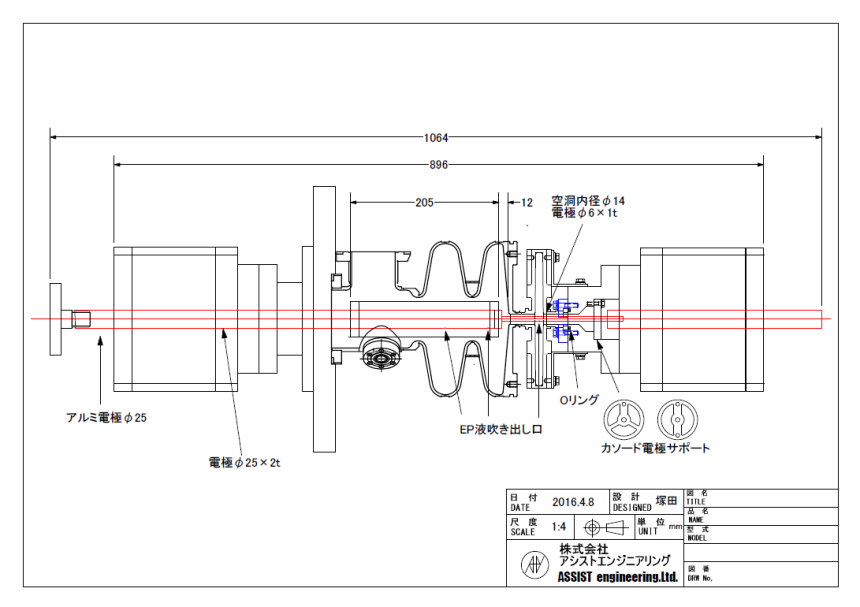 1064
896
205
12
空洞内径φ14
電極φ6×1t
アルミ電極φ25
電極φ25×2t
EP液吹き出し口
Oリング
カソード電極サポート
日 付
DATE
2016.4.8
設 計
DESIGNED
塚田
図 名
TITLE
品 名
NAME
尺 度
SCALE
1:4
単 位
UNIT
mm
型 式
MODEL
株式会社
アシストエンジニアリング
ASSIST engineering.Ltd.
図 番
DRW No.